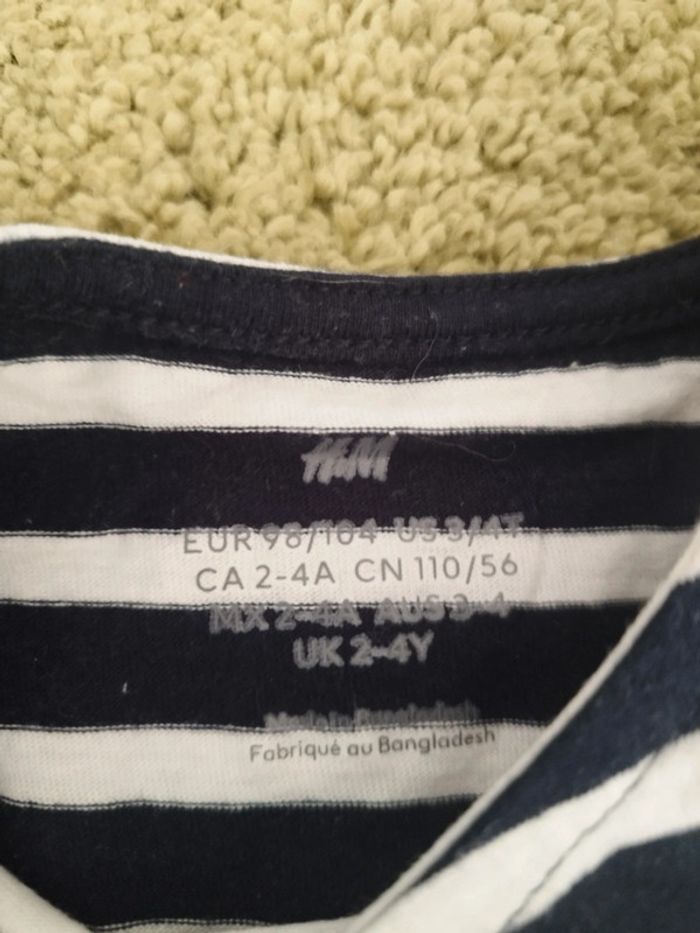 H&M
EUR 98/104 US 3/4T
CA 2-4A CN 110/56
MX 2-4A AUS 3-4
UK 2-4Y
Made in Bangladesh
Fabriqué au Bangladesh